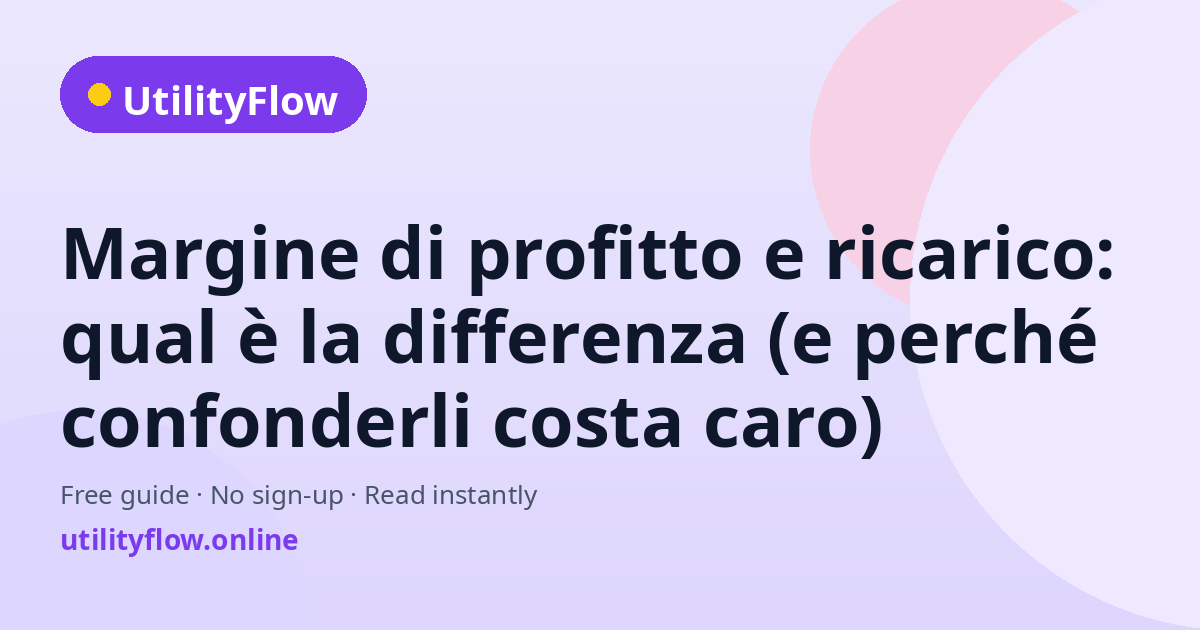 UtilityFlow
Margine di profitto e ricarico:
qual è la differenza (e perché
confonderli costa caro)
Free guide · No sign-up · Read instantly
utilityflow.online